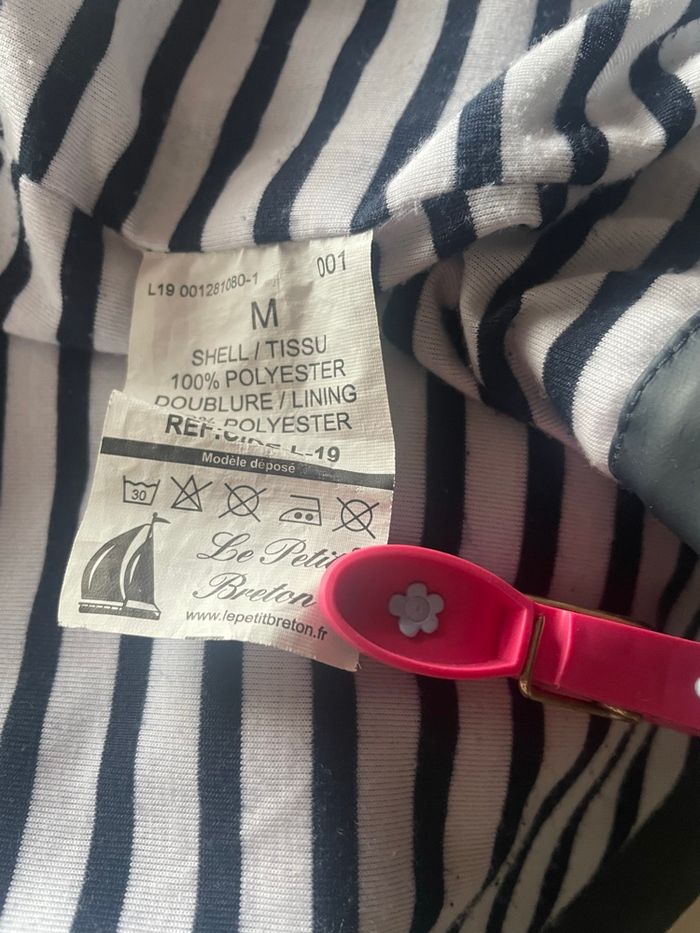 L19 001281080-1 001
M
SHELL / TISSU
100% POLYESTER
DOUBLURE / LINING
POLYESTER
REF: L-19
Modèle déposé
30
Le Petit
Breton
www.lepetitbreton.fr